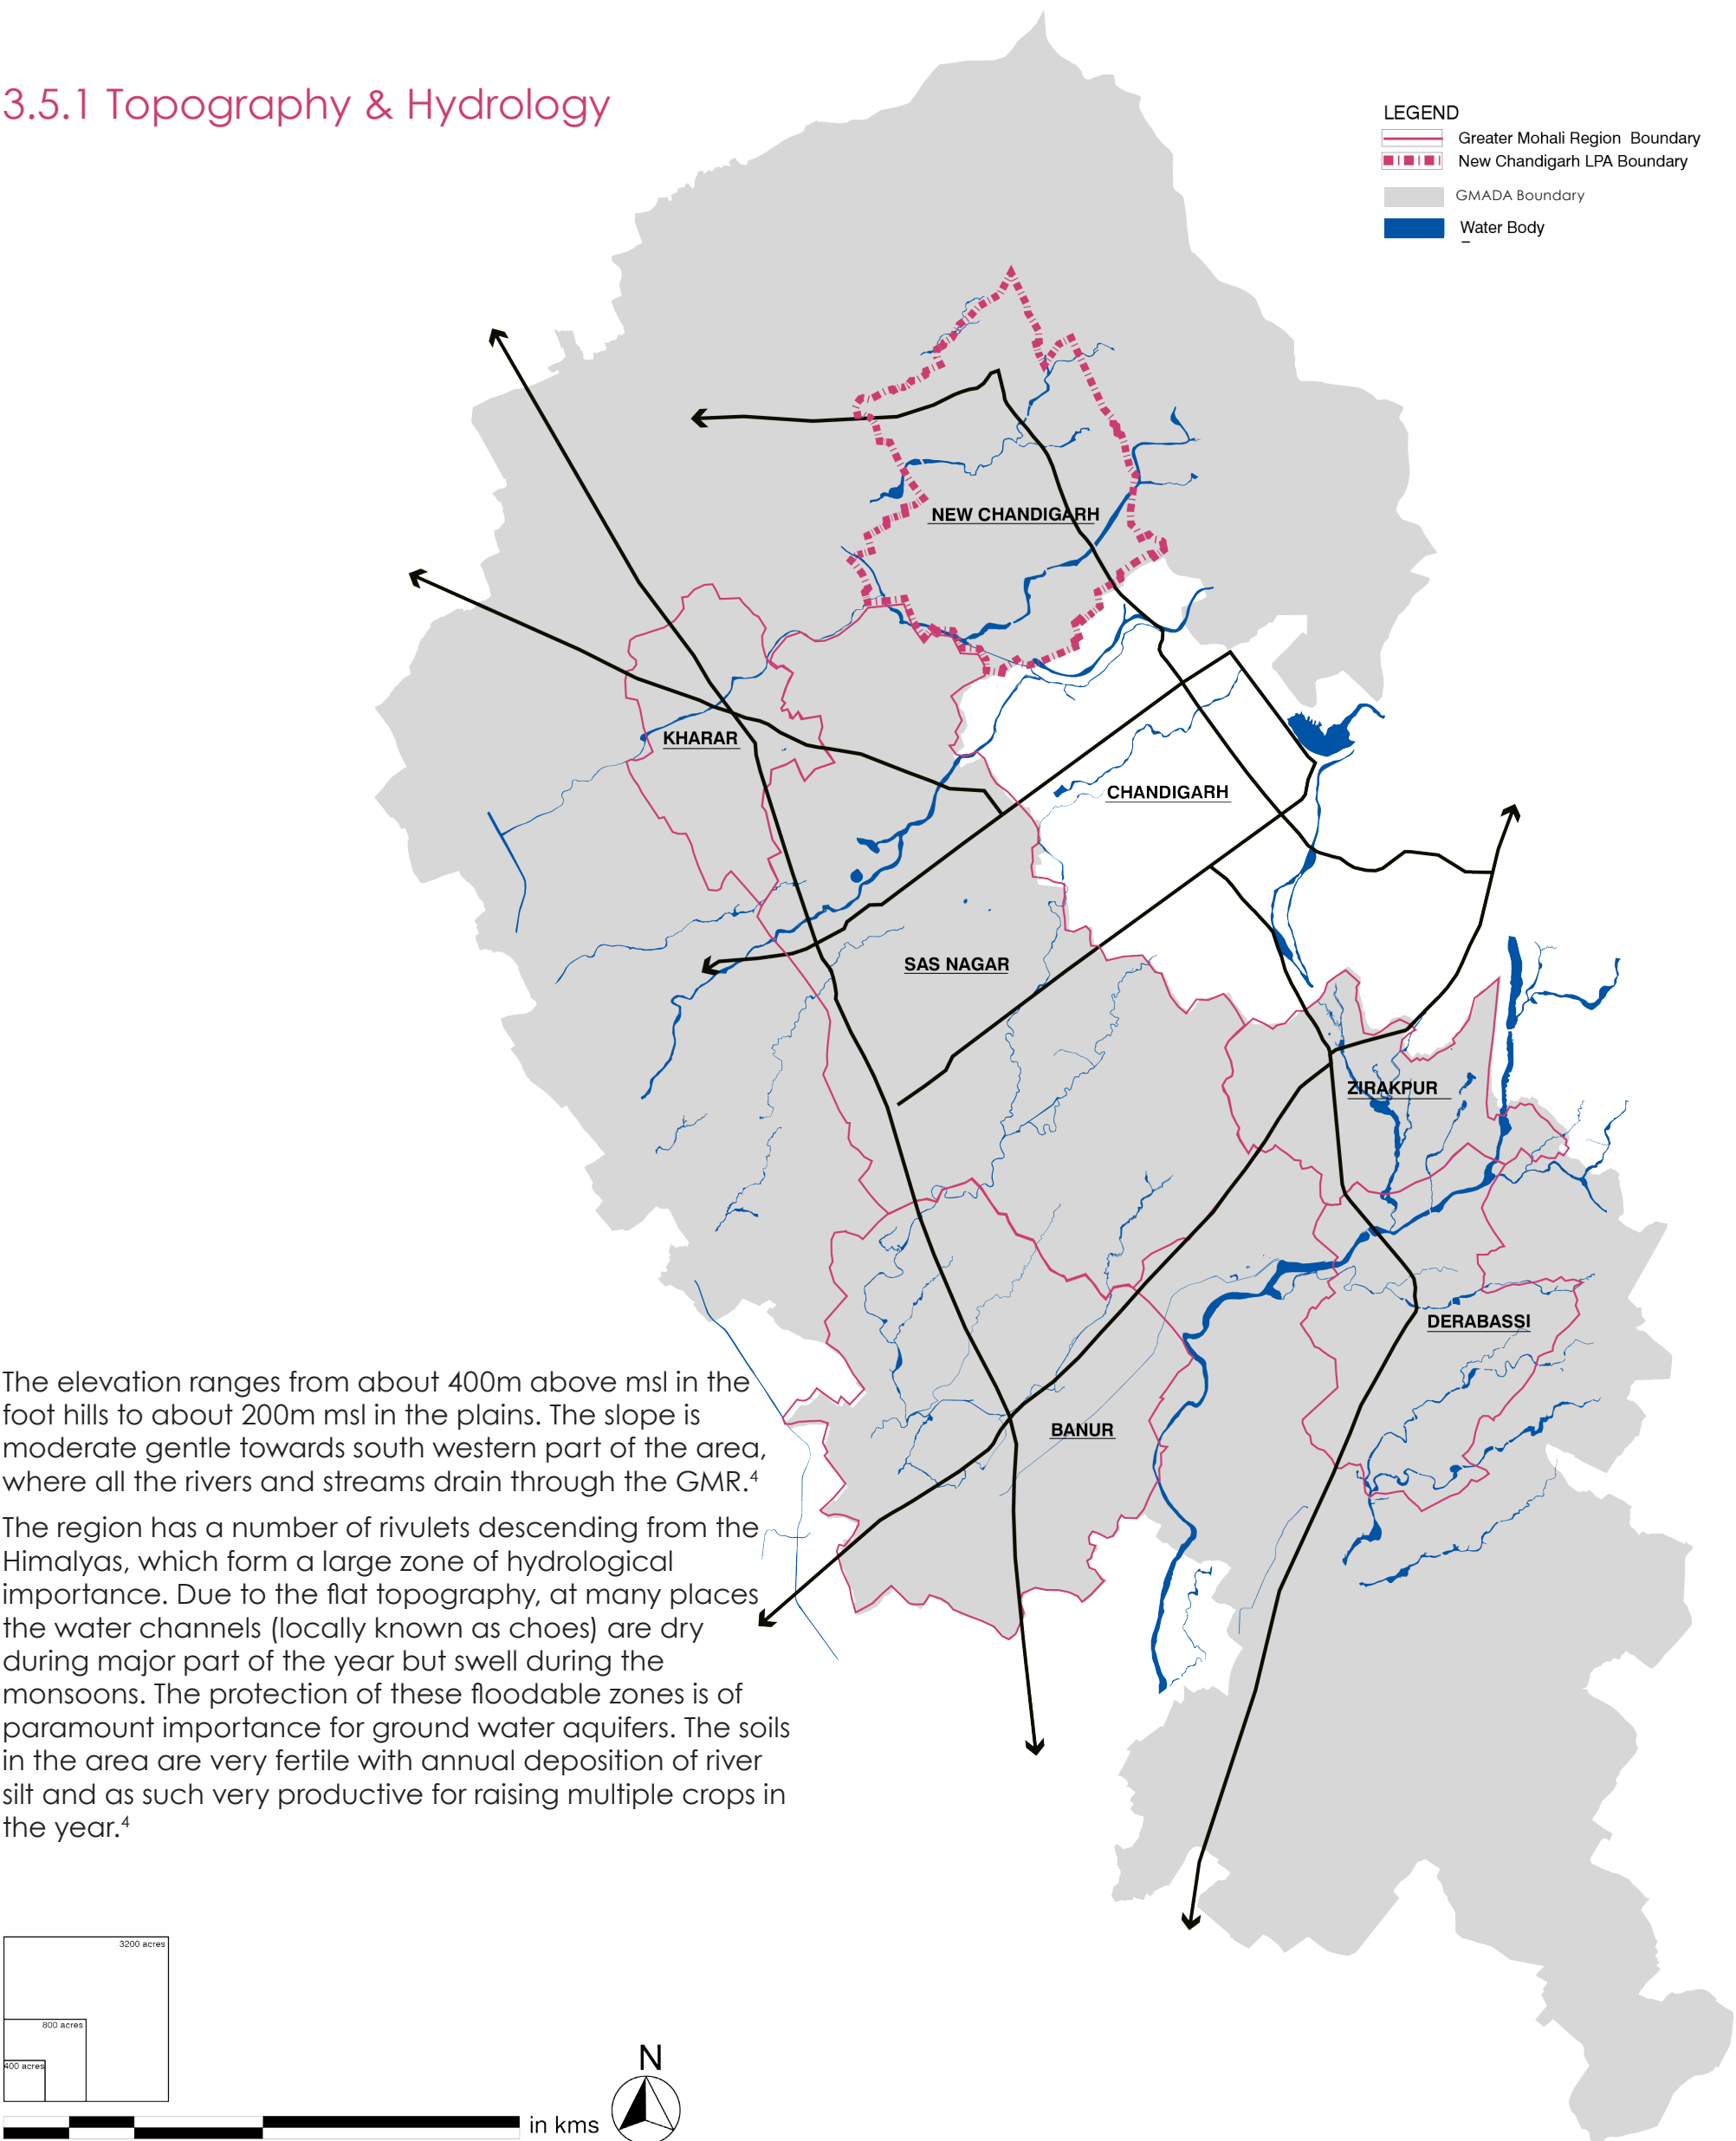 3.5.1 Topography & Hydrology
LEGEND
Greater Mohali Region Boundary
New Chandigarh LPA Boundary
GMADA Boundary
Water Body
NEW CHANDIGARH
KHARAR
CHANDIGARH
SAS NAGAR
ZIRAKPUR
DERABASSI
BANUR
The elevation ranges from about 400m above msl in the
foot hills to about 200m msl in the plains. The slope is
moderate gentle towards south western part of the area,
where all the rivers and streams drain through the GMR.⁴
The region has a number of rivulets descending from the
Himalyas, which form a large zone of hydrological
importance. Due to the flat topography, at many places
the water channels (locally known as choes) are dry
during major part of the year but swell during the
monsoons. The protection of these floodable zones is of
paramount importance for ground water aquifers. The soils
in the area are very fertile with annual deposition of river
silt and as such very productive for raising multiple crops in
the year.⁴
3200 acres
800 acres
400 acres
N
in kms